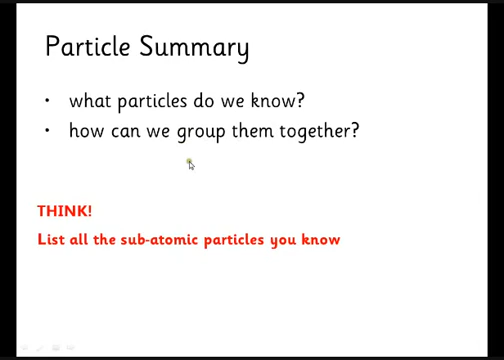 Particle Summary
• what particles do we know?
• how can we group them together?
THINK!
List all the sub-atomic particles you know